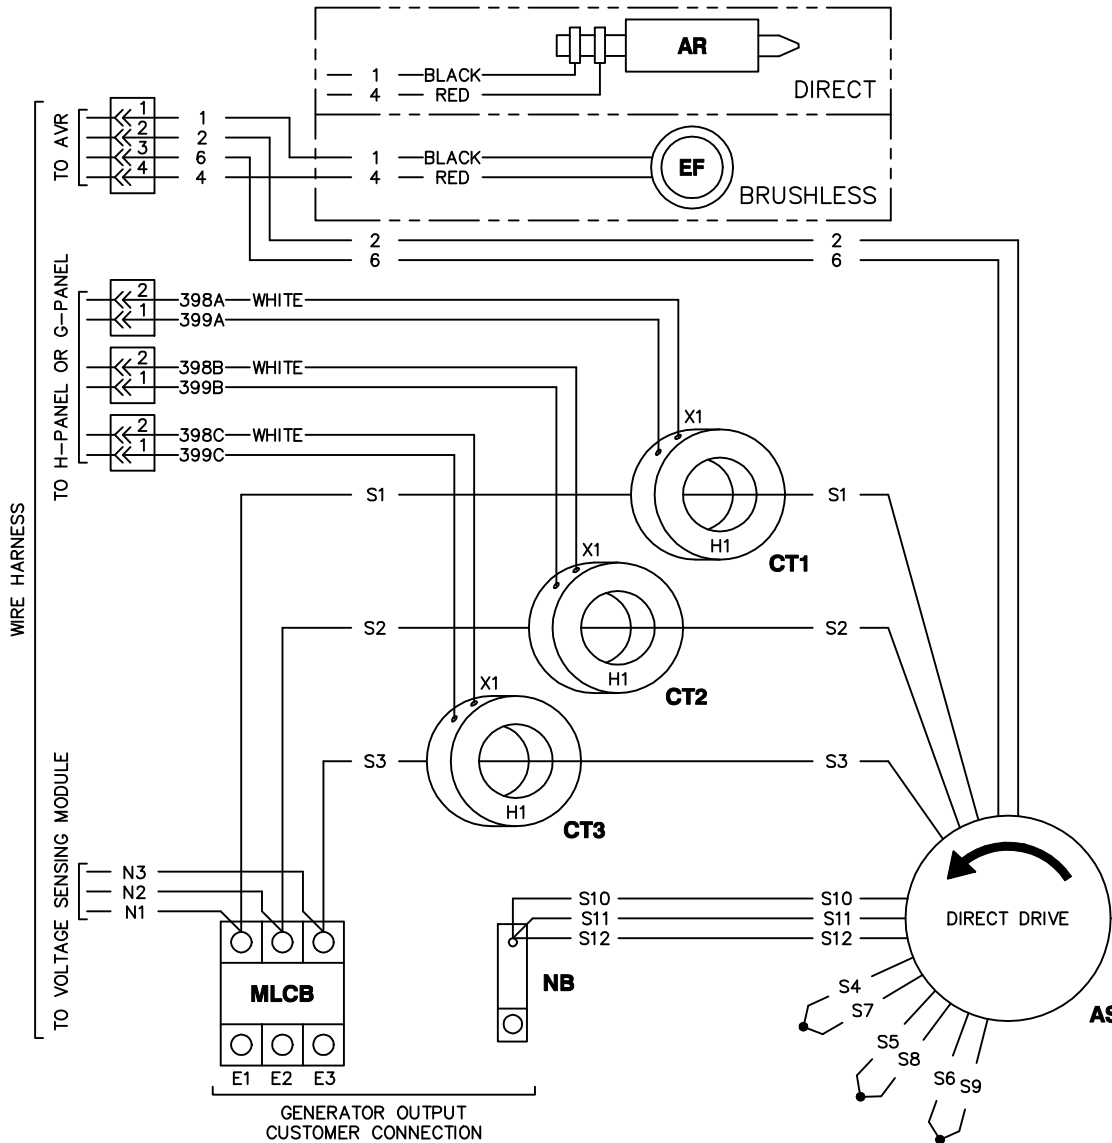 AR
1 BLACK
4 RED
DIRECT
TO AVR
1 1
2 2
3 6
4 4
1 BLACK
4 RED
EF
BRUSHLESS
2 2
6 6
WIRE HARNESS
TO H-PANEL OR G-PANEL
2 398A WHITE
1 399A
2 398B WHITE
1 399B
2 398C WHITE
1 399C
X1
S1 S1
H1
CT1
X1
S2 S2
H1
CT2
X1
S3 S3
H1
CT3
TO VOLTAGE SENSING MODULE
N3
N2
N1
S10 S10
S11 S11
S12 S12
DIRECT DRIVE
MLCB
NB
S4
S7
AS
S5
S8
S6
S9
E1 E2 E3
GENERATOR OUTPUT
CUSTOMER CONNECTION